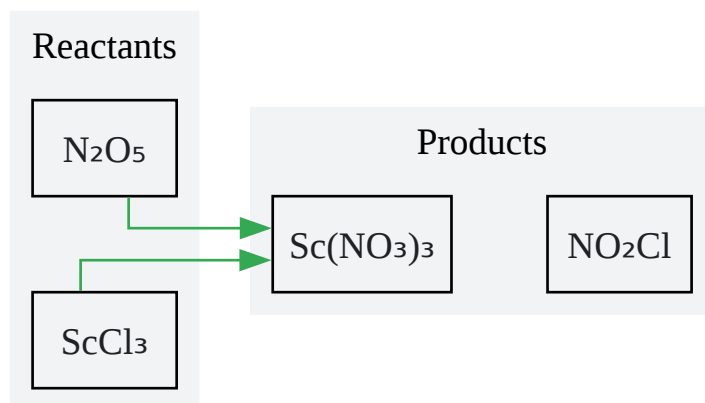 Reactants
N₂O₅
ScCl₃
Products
Sc(NO₃)₃
NO₂Cl